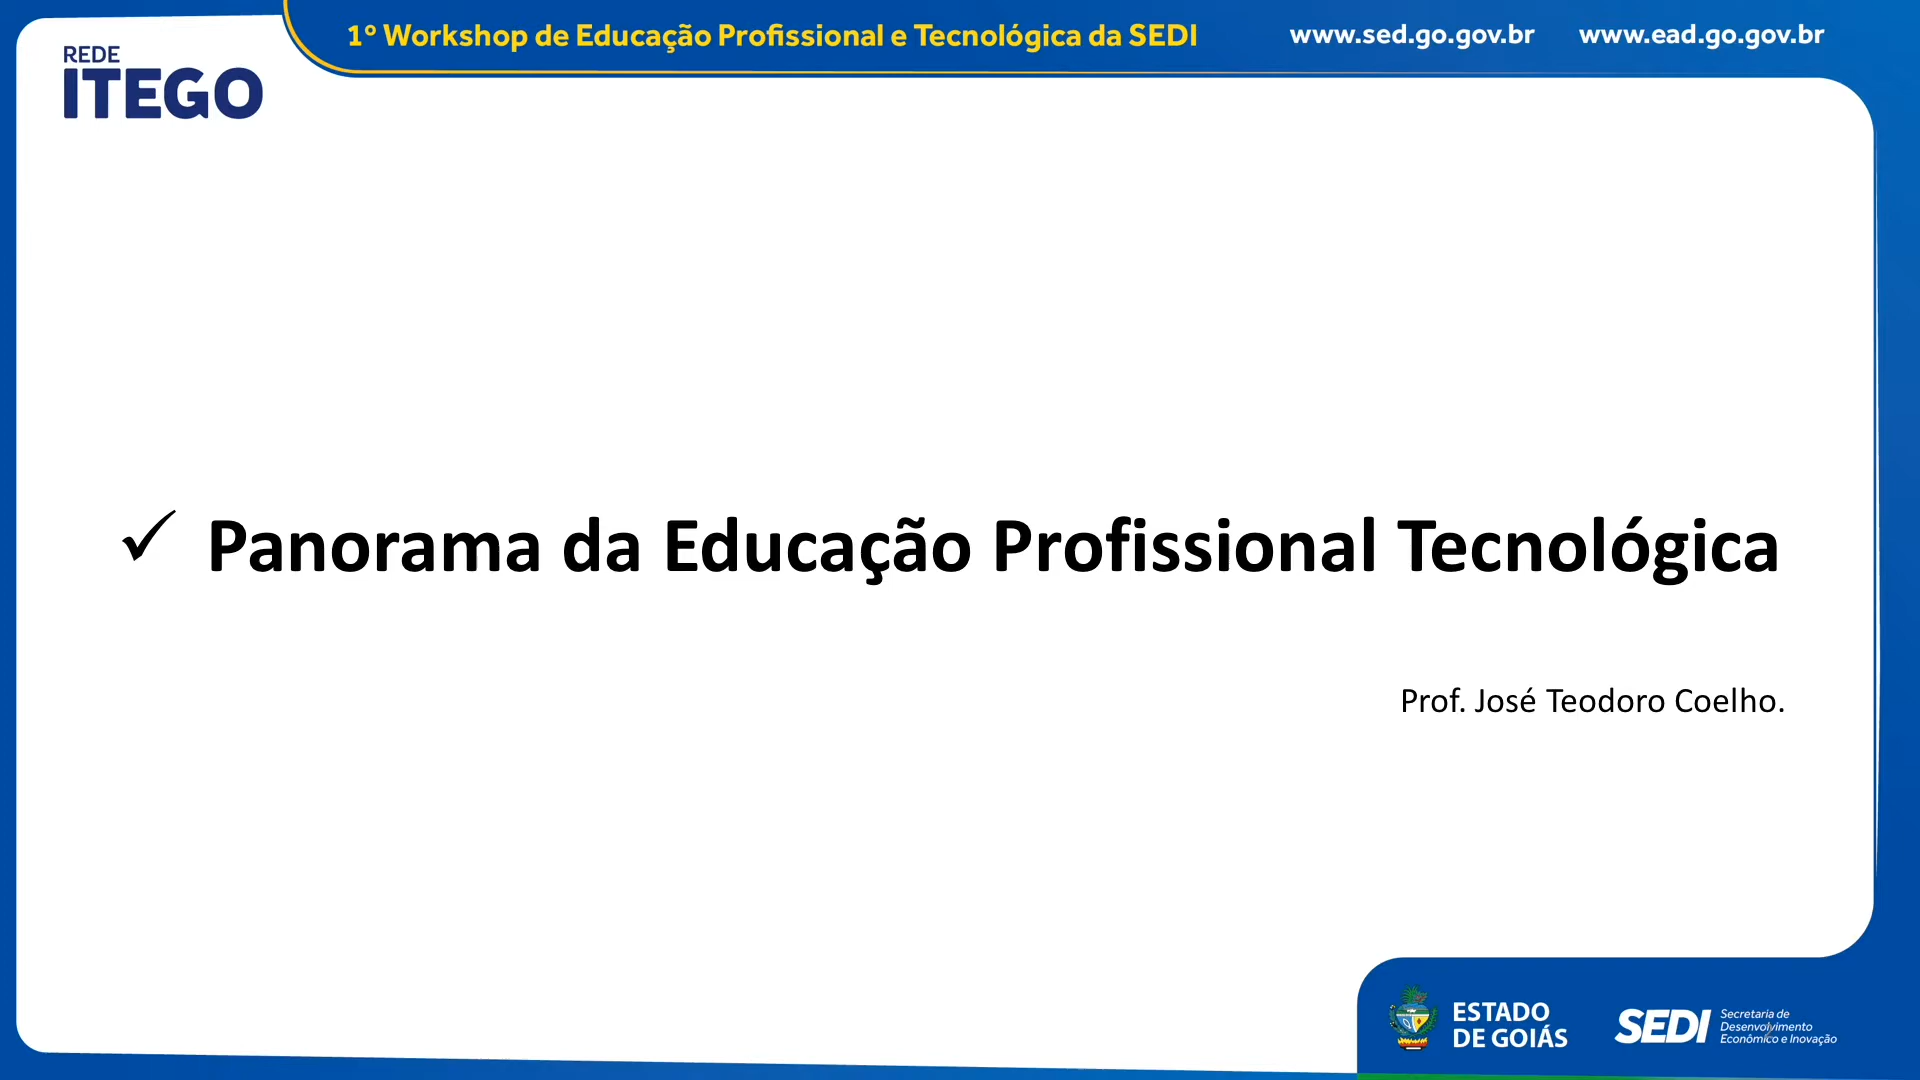 REDE
ITEGO
1º Workshop de Educação Profissional e Tecnológica da SEDI
www.sed.go.gov.br
www.ead.go.gov.br
✓ Panorama da Educação Profissional Tecnológica
Prof. José Teodoro Coelho.
ESTADO
DE GOIÁS
SEDI
Secretaria de
Desenvolvimento
Econômico e Inovação